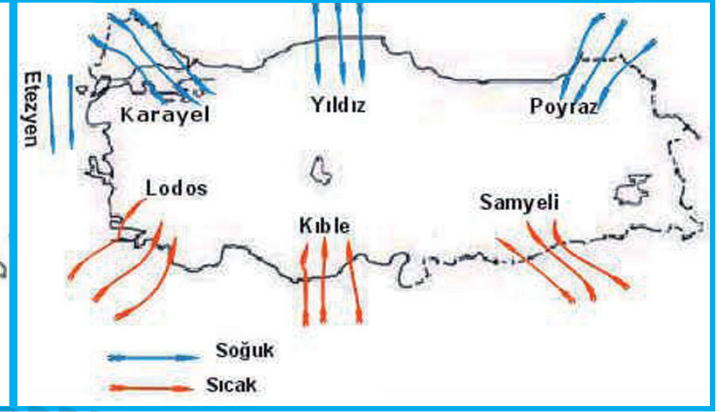 Karayel
Yıldız
Poyraz
Etezyen
Lodos
Samyeli
Kıble
Soğuk
Sıcak